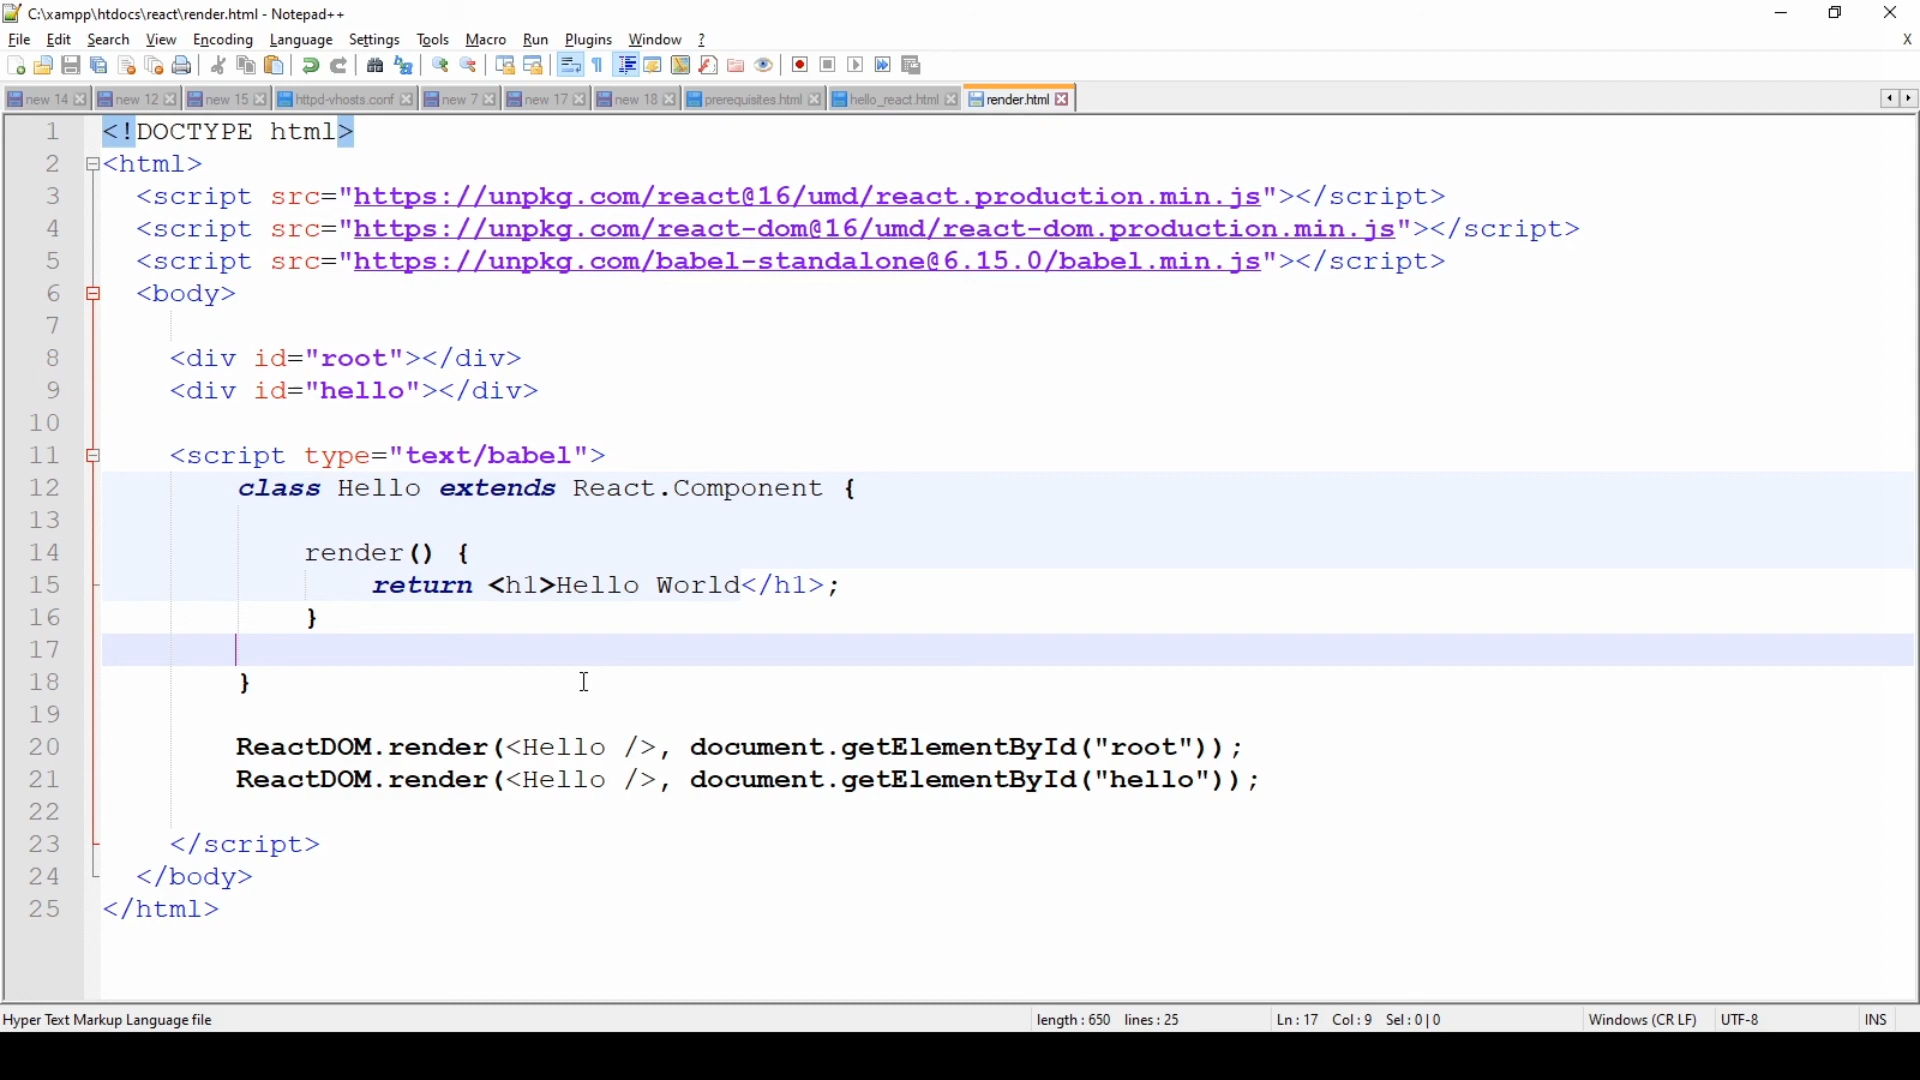 C:\xampp\htdocs\react\render.html - Notepad++
File Edit Search View Encoding Language Settings Tools Macro Run Plugins Window ?
X
new 14 new 12 new 15 httpd-vhosts.conf new 7 new 17 new 18 prerequisites.html hello_react.html render.html
1 <!DOCTYPE html>
2 <html>
3 <script src="https://unpkg.com/react@16/umd/react.production.min.js"></script>
4 <script src="https://unpkg.com/react-dom@16/umd/react-dom.production.min.js"></script>
5 <script src="https://unpkg.com/babel-standalone@6.15.0/babel.min.js"></script>
6 <body>
7
8 <div id="root"></div>
9 <div id="hello"></div>
10
11 <script type="text/babel">
12 class Hello extends React.Component {
13
14 render() {
15 return <h1>Hello World</h1>;
16 }
17
18 }
19
20 ReactDOM.render(<Hello />, document.getElementById("root"));
21 ReactDOM.render(<Hello />, document.getElementById("hello"));
22
23 </script>
24 </body>
25 </html>
Hyper Text Markup Language file length : 650 lines : 25 Ln : 17 Col : 9 Sel : 0 | 0 Windows (CR LF) UTF-8 INS